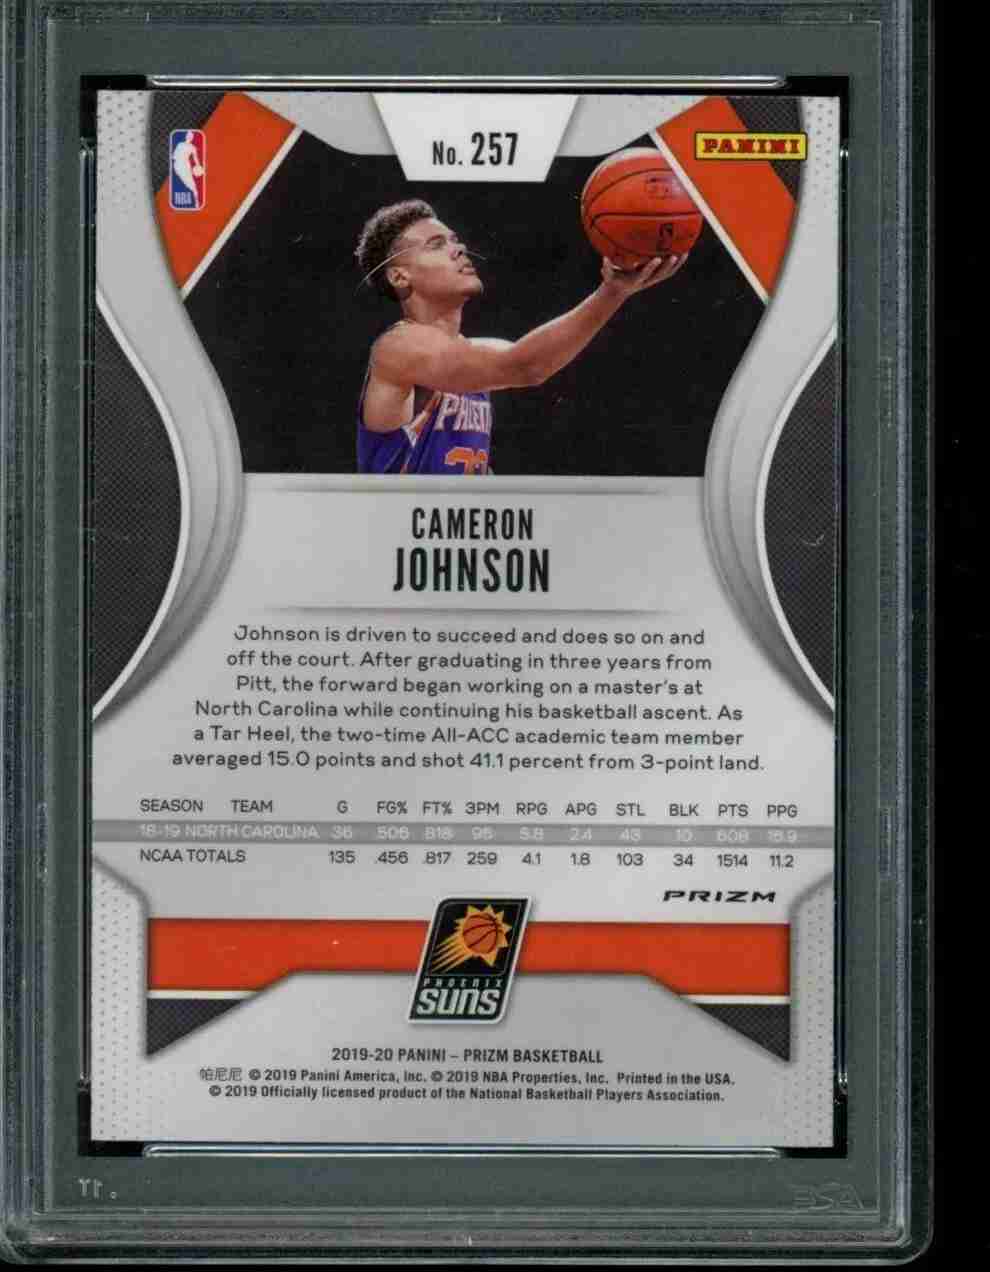 No. 257
PANINI
NBA
PHOENI
CAMERON
JOHNSON
Johnson is driven to succeed and does so on and
off the court. After graduating in three years from
Pitt, the forward began working on a master's at
North Carolina while continuing his basketball ascent. As
a Tar Heel, the two-time All-ACC academic team member
averaged 15.0 points and shot 41.1 percent from 3-point land.
SEASON TEAM G FG% FT% 3PM RPG APG STL BLK PTS PPG
18-19 NORTH CAROLINA 36 .506 .818 96 5.8 2.4 43 10 608 16.9
NCAA TOTALS 135 .456 .817 259 4.1 1.8 103 34 1514 11.2
PRIZM
PHOENIX
SUNS
2019-20 PANINI – PRIZM BASKETBALL
帕尼尼 © 2019 Panini America, Inc. © 2019 NBA Properties, Inc. Printed in the USA.
© 2019 Officially licensed product of the National Basketball Players Association.